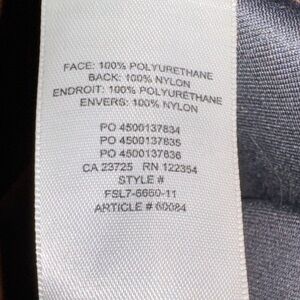 FACE: 100% POLYURETHANE
BACK: 100% NYLON
ENDROIT: 100% POLYURETHANE
ENVERS: 100% NYLON
PO 4500137834
PO 4500137835
PO 4500137836
CA 23725 RN 122354
STYLE #
FSL7-6660-11
ARTICLE # 60084